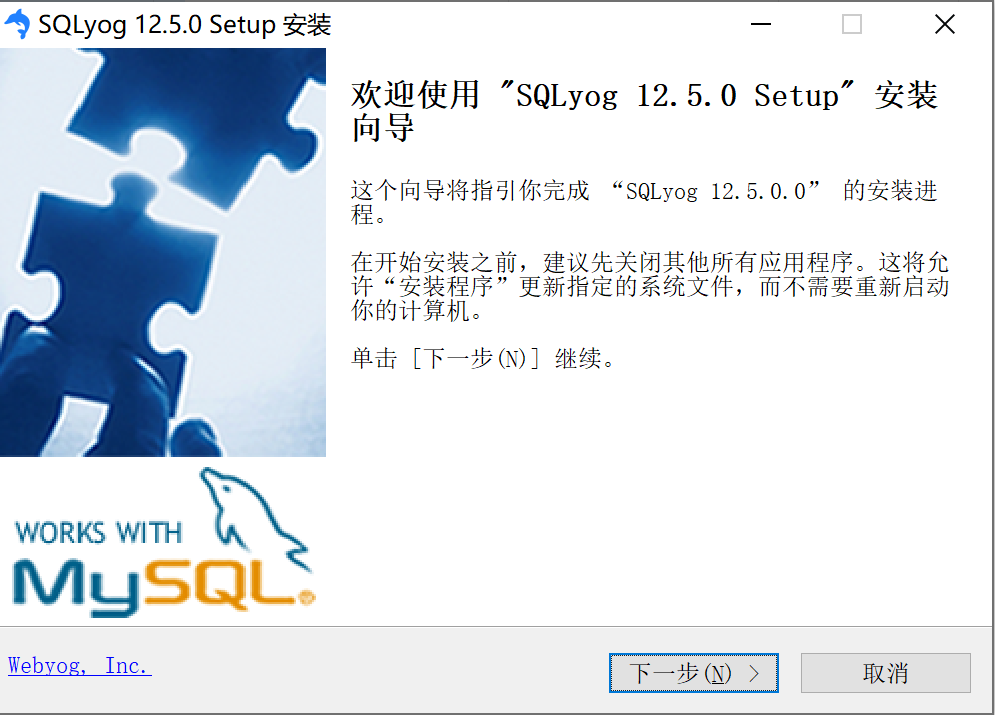 SQLyog 12.5.0 Setup 安装
欢迎使用 "SQLyog 12.5.0 Setup" 安装
向导
这个向导将指引你完成 “SQLyog 12.5.0.0” 的安装进
程。
在开始安装之前，建议先关闭其他所有应用程序。这将允
许“安装程序”更新指定的系统文件，而不需要重新启动
你的计算机。
单击 [下一步(N)] 继续。
WORKS WITH
MySQL
Webyog, Inc.
下一步(N) >
取消